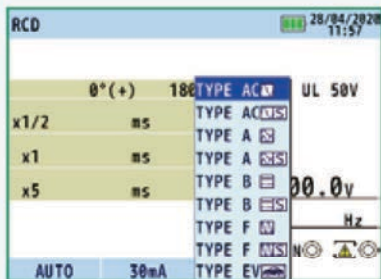 RCD 28/04/2020
11:57
0°(+) 180 TYPE AC UL 50V
x1/2 ms TYPE AC S
x1 ms TYPE A
TYPE A S
x5 ms TYPE B 00.0V
TYPE B S
TYPE F Hz
TYPE F S N
AUTO 30mA TYPE EV